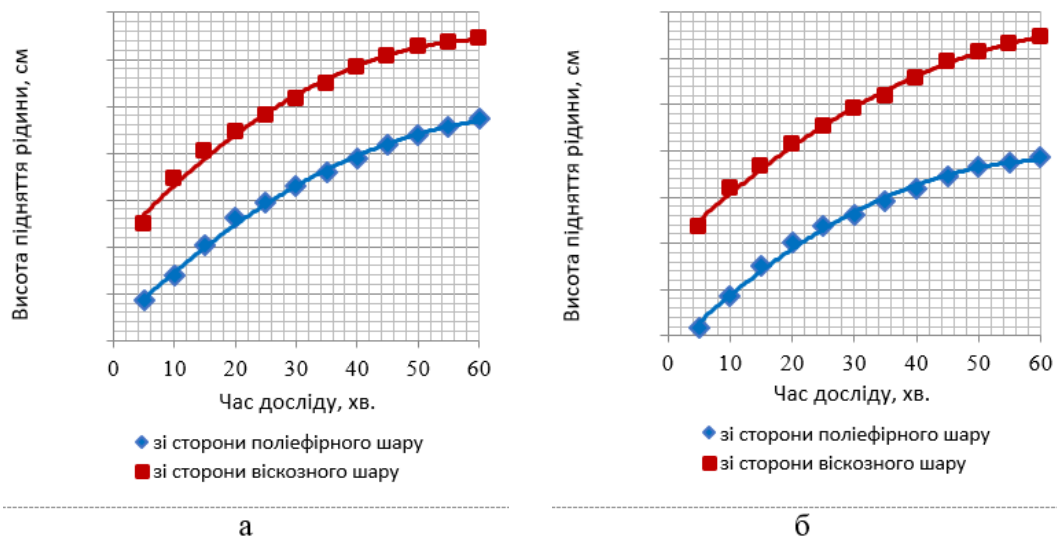 Висота підняття рідини, см
0 10 20 30 40 50 60
Час досліду, хв.
зі сторони поліефірного шару
зі сторони віскозного шару
а
Висота підняття рідини, см
0 10 20 30 40 50 60
Час досліду, хв.
зі сторони поліефірного шару
зі сторони віскозного шару
б